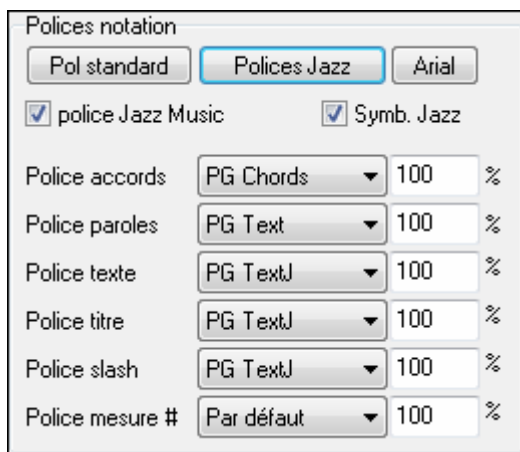 Polices notation
Pol standard Polices Jazz Arial
police Jazz Music Symb. Jazz
Police accords PG Chords 100 %
Police paroles PG Text 100 %
Police texte PG TextJ 100 %
Police titre PG TextJ 100 %
Police slash PG TextJ 100 %
Police mesure # Par défaut 100 %